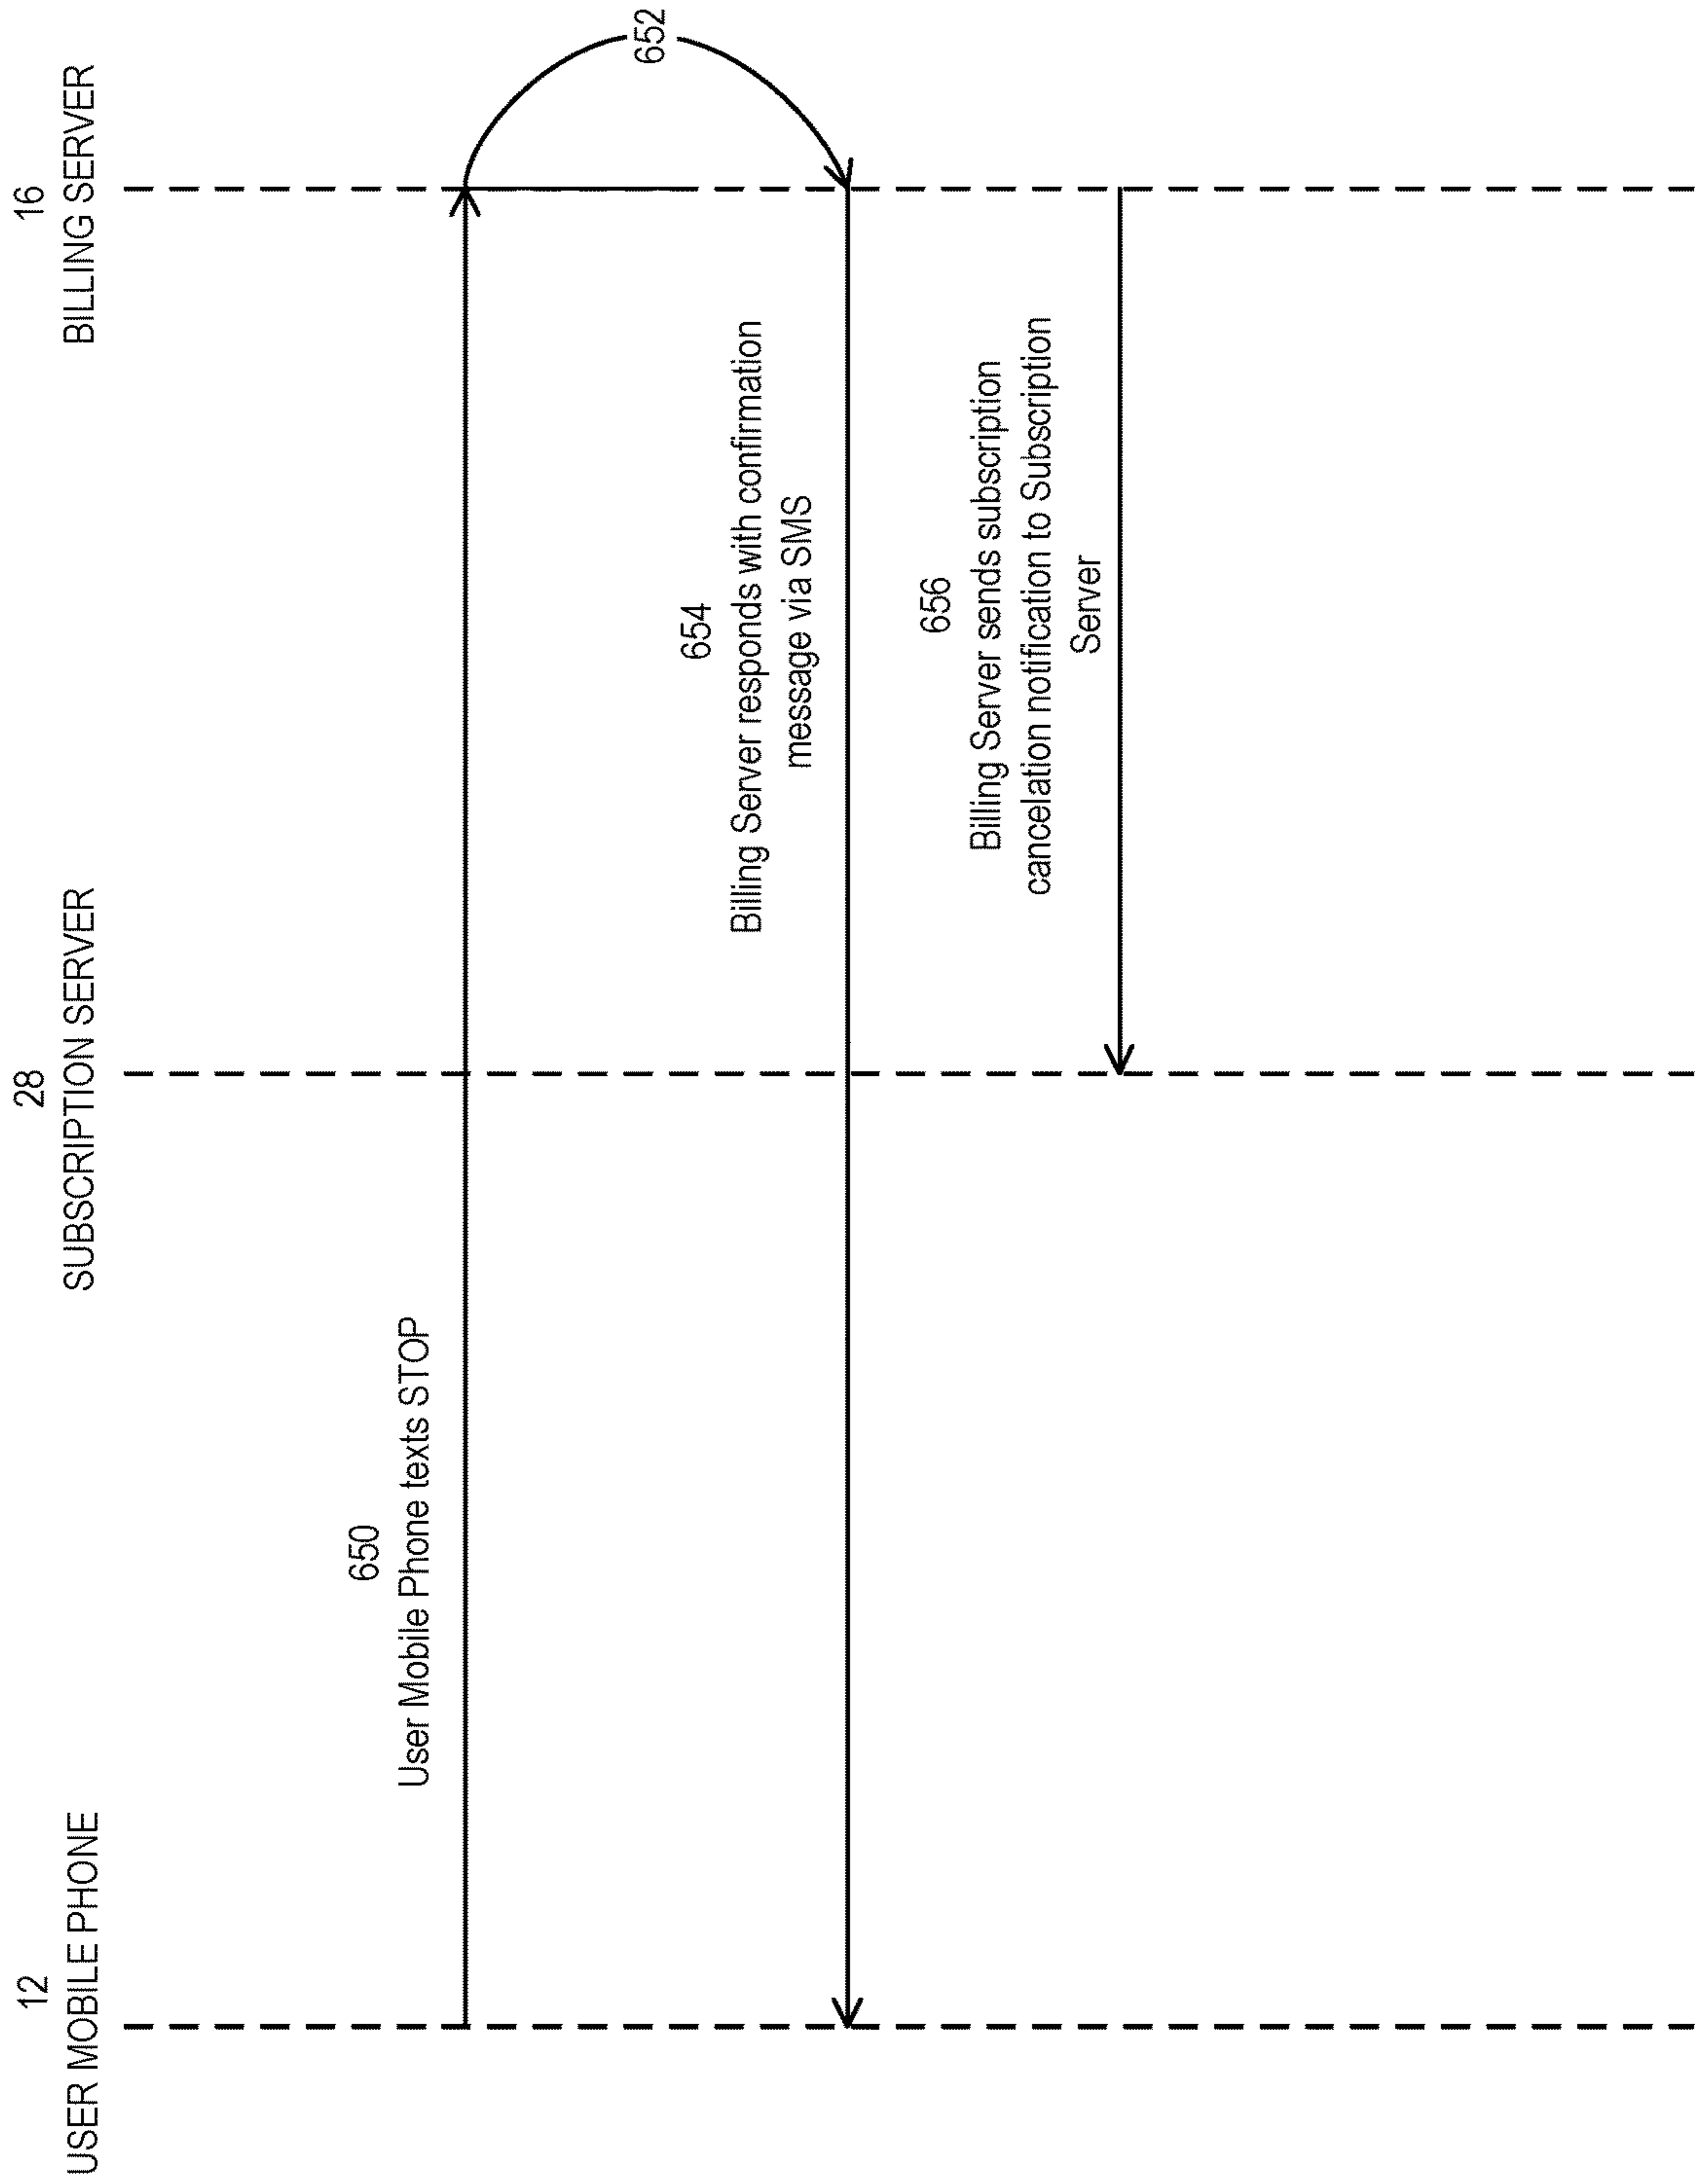 12
USER MOBILE PHONE
28
SUBSCRIPTION SERVER
16
BILLING SERVER
650
User Mobile Phone texts STOP
652
654
Billing Server responds with confirmation
message via SMS
656
Billing Server sends subscription
cancelation notification to Subscription
Server